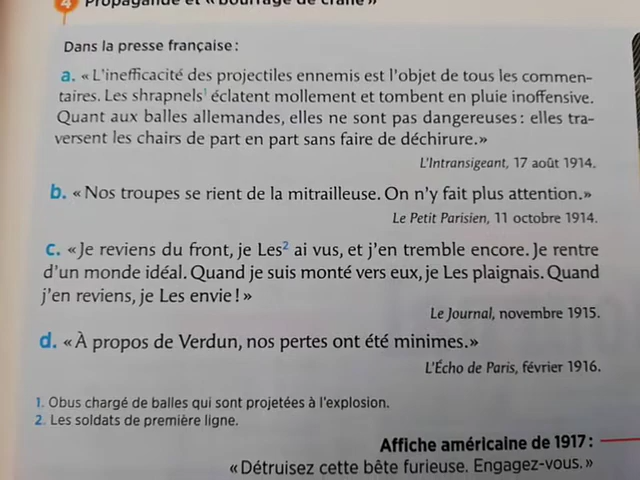 4 Propagande et « bourrage de crâne »
Dans la presse française :
a. « L'inefficacité des projectiles ennemis est l'objet de tous les commen-
taires. Les shrapnels¹ éclatent mollement et tombent en pluie inoffensive.
Quant aux balles allemandes, elles ne sont pas dangereuses : elles tra-
versent les chairs de part en part sans faire de déchirure. »
L'Intransigeant, 17 août 1914.
b. « Nos troupes se rient de la mitrailleuse. On n'y fait plus attention. »
Le Petit Parisien, 11 octobre 1914.
c. « Je reviens du front, je Les² ai vus, et j'en tremble encore. Je rentre
d'un monde idéal. Quand je suis monté vers eux, je Les plaignais. Quand
j'en reviens, je Les envie ! »
Le Journal, novembre 1915.
d. « À propos de Verdun, nos pertes ont été minimes. »
L'Écho de Paris, février 1916.
1. Obus chargé de balles qui sont projetées à l'explosion.
2. Les soldats de première ligne.
Affiche américaine de 1917 :
« Détruisez cette bête furieuse. Engagez-vous. »